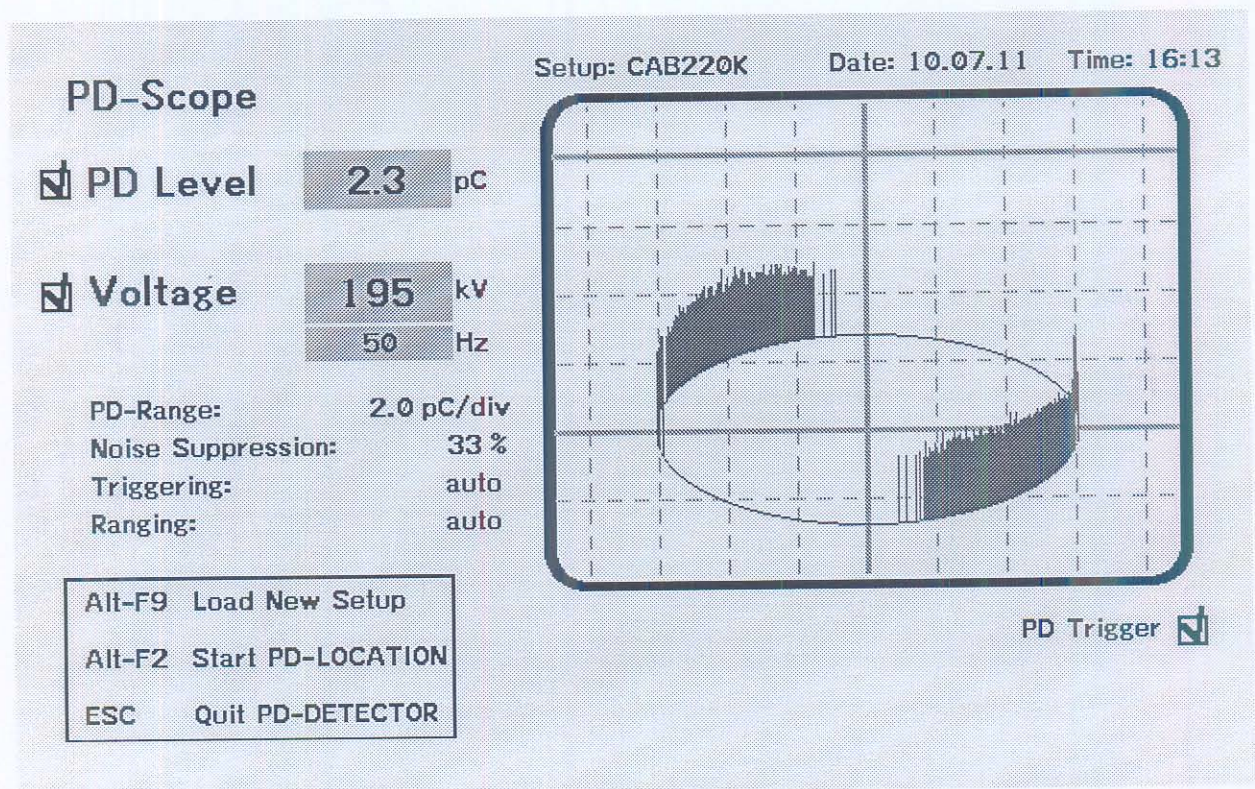 Setup: CAB220K Date: 10.07.11 Time: 16:13
PD-Scope
PD Level 2.3 pC
Voltage 195 kV
50 Hz
PD-Range: 2.0 pC/div
Noise Suppression: 33 %
Triggering: auto
Ranging: auto
Alt-F9 Load New Setup
Alt-F2 Start PD-LOCATION
ESC Quit PD-DETECTOR
PD Trigger